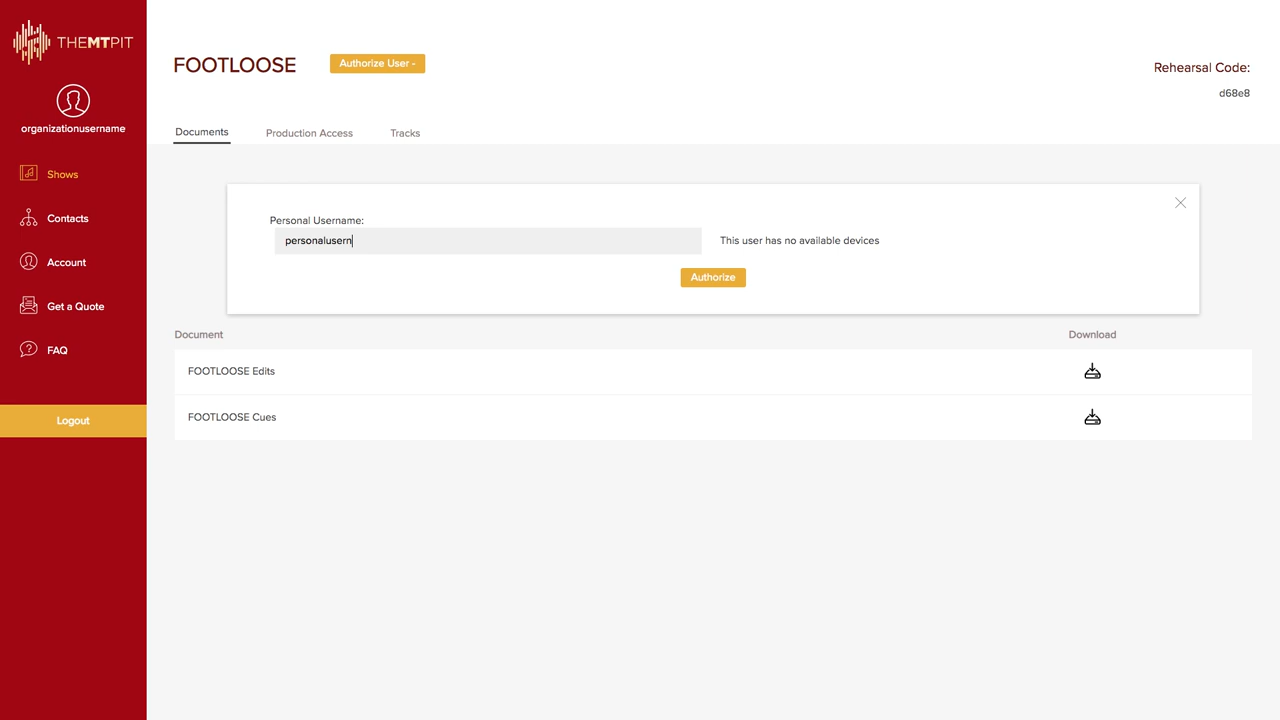 THEMTPIT
organizationusername
Shows
Contacts
Account
Get a Quote
FAQ
Logout
FOOTLOOSE
Authorize User -
Rehearsal Code:
d68e8
Documents
Production Access
Tracks
Personal Username:
personalusern
This user has no available devices
Authorize
Document
Download
FOOTLOOSE Edits
FOOTLOOSE Cues